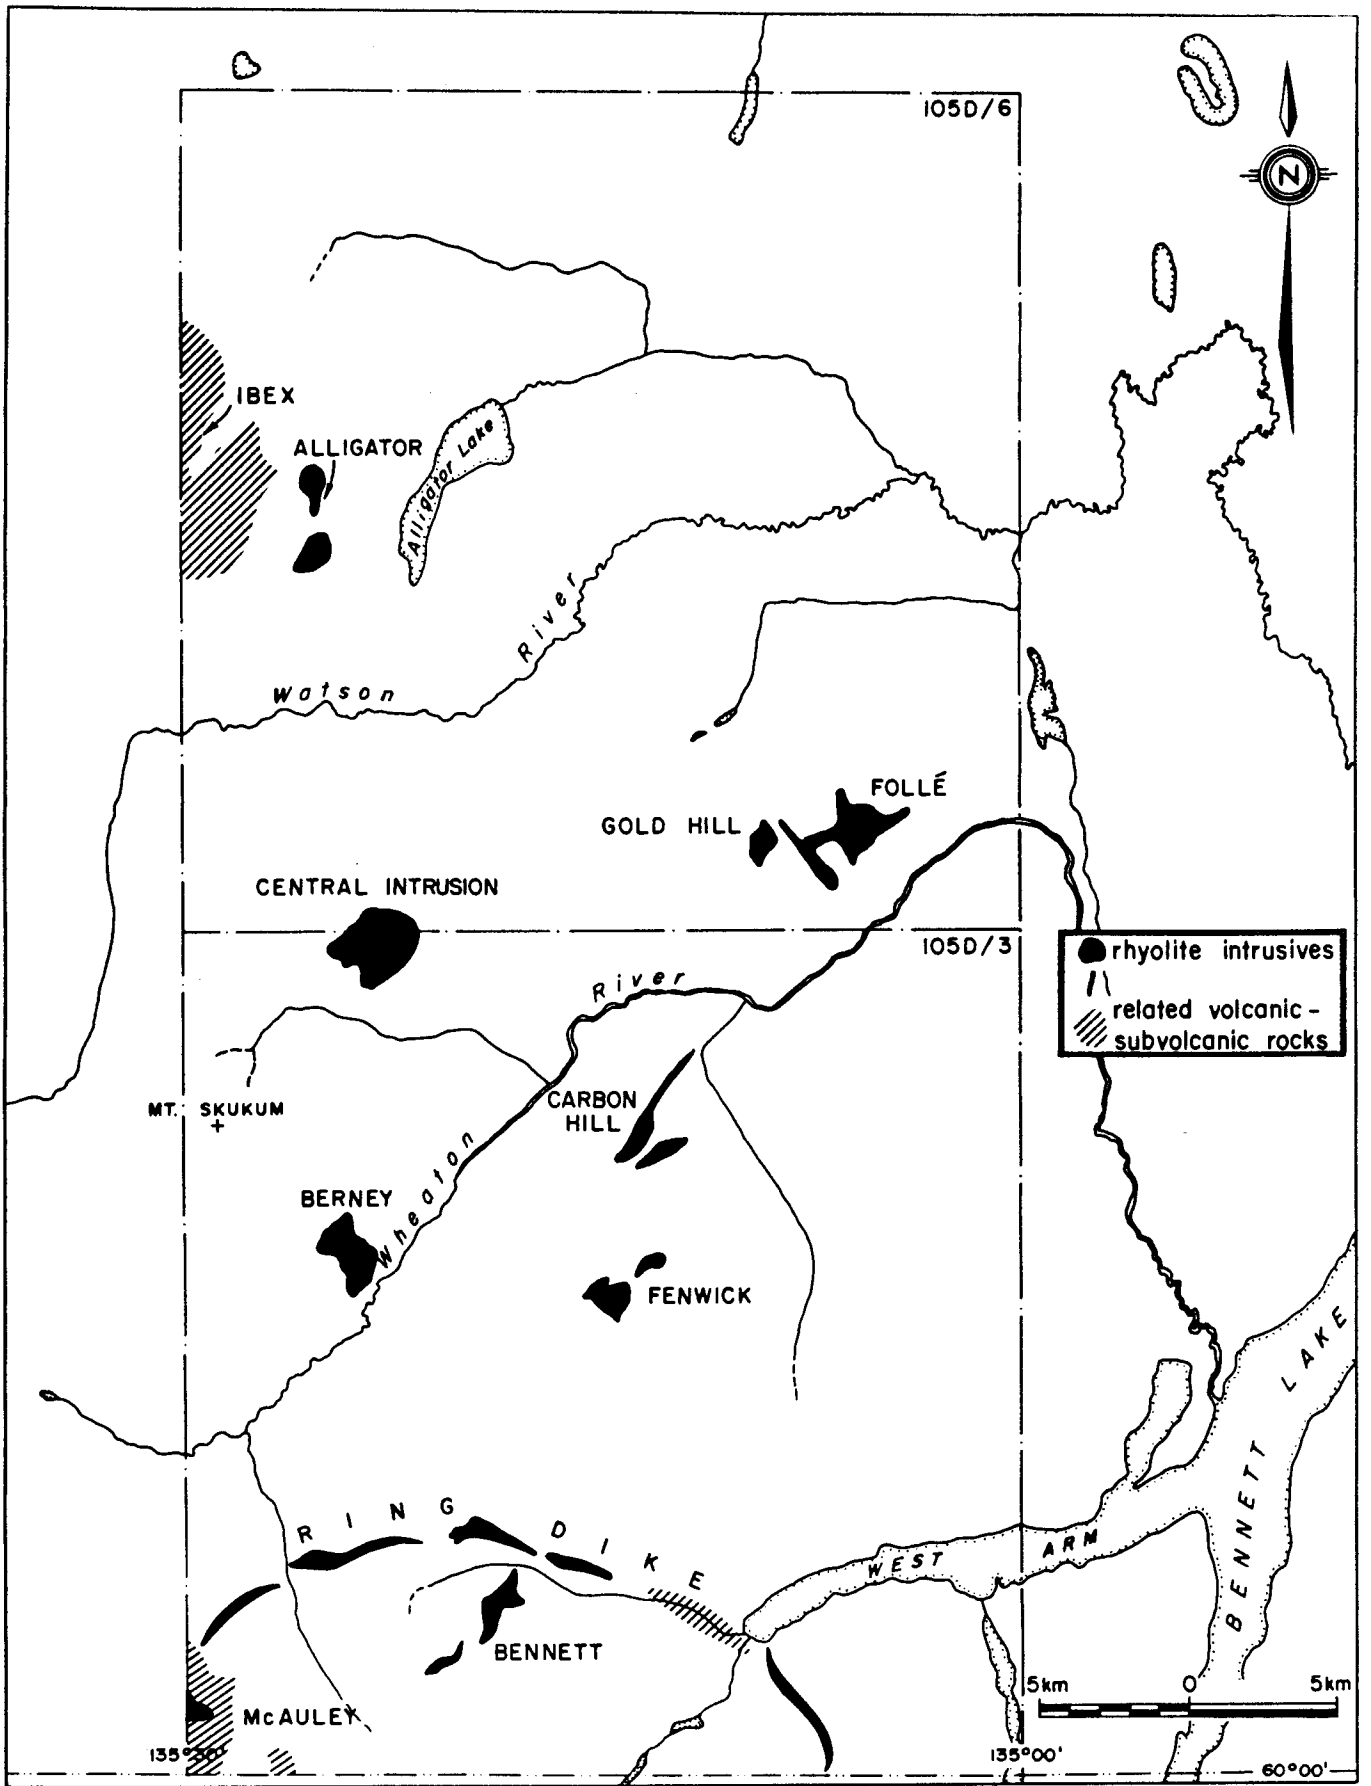 105D/6
N
IBEX
ALLIGATOR
Alligator Lake
River
Watson
FOLLÉ
GOLD HILL
CENTRAL INTRUSION
105D/3
rhyolite intrusives
related volcanic -
subvolcanic rocks
River
CARBON
HILL
MT. SKUKUM
Wheaton
BERNEY
FENWICK
BENNETT LAKE
RING DIKE
WEST ARM
BENNETT
McAULEY
5km 0 5km
135°30'
135°00'
60°00'